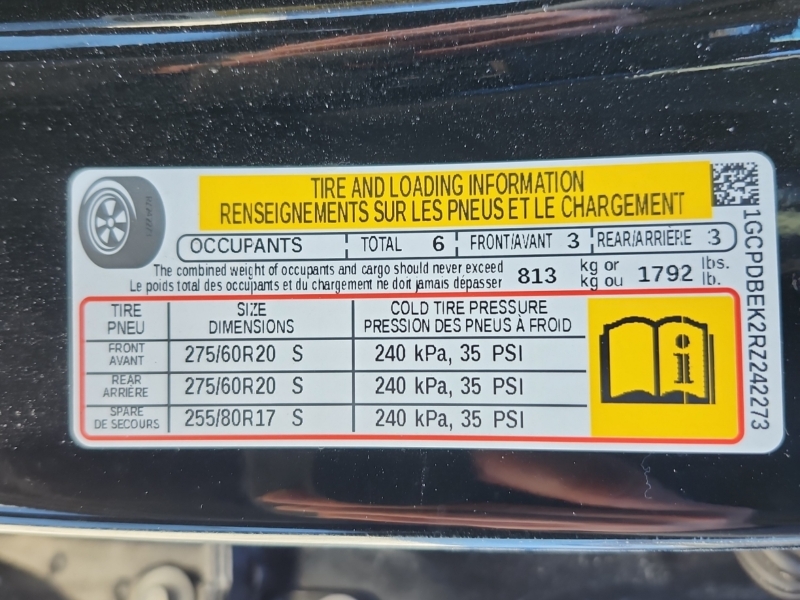 TIRE AND LOADING INFORMATION
RENSEIGNEMENTS SUR LES PNEUS ET LE CHARGEMENT
OCCUPANTS TOTAL 6 FRONT/AVANT 3 REAR/ARRIÈRE 3
The combined weight of occupants and cargo should never exceed 813 kg or 1792 lbs.
Le poids total des occupants et du chargement ne doit jamais dépasser kg ou lb.
TIRE SIZE COLD TIRE PRESSURE
PNEU DIMENSIONS PRESSION DES PNEUS À FROID
FRONT
AVANT 275/60R20 S 240 kPa, 35 PSI
REAR
ARRIÈRE 275/60R20 S 240 kPa, 35 PSI
SPARE
DE SECOURS 255/80R17 S 240 kPa, 35 PSI
i
1GCPDBEK2RZ242273